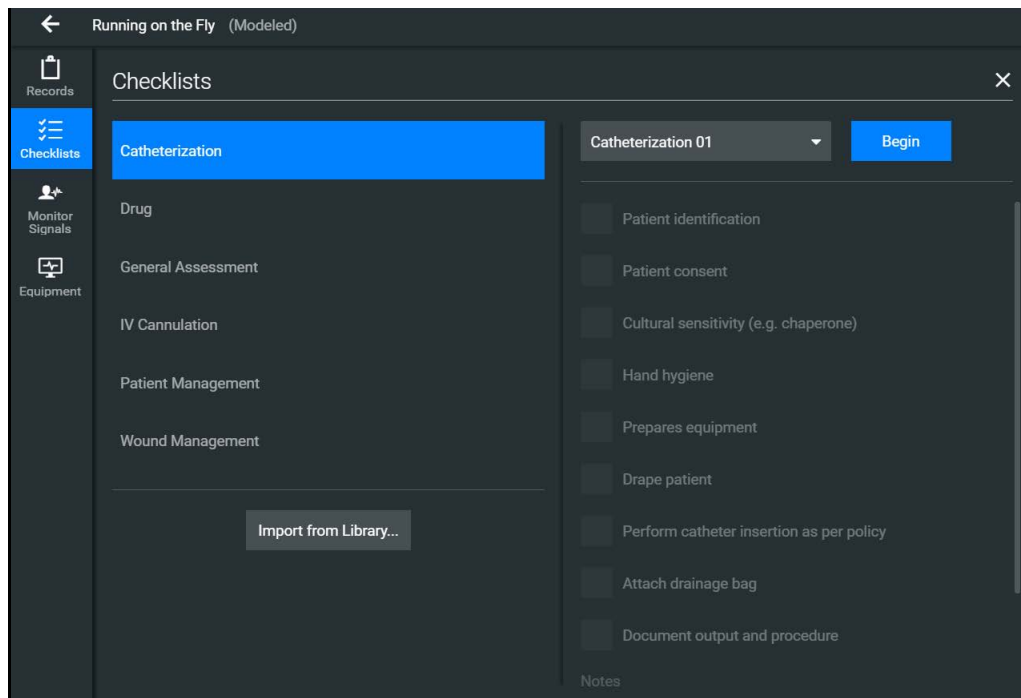 Running on the Fly (Modeled)
Records
Checklists
Monitor
Signals
Equipment
Checklists
Catheterization
Drug
General Assessment
IV Cannulation
Patient Management
Wound Management
Import from Library...
Catheterization 01
Begin
Patient identification
Patient consent
Cultural sensitivity (e.g. chaperone)
Hand hygiene
Prepares equipment
Drape patient
Perform catheter insertion as per policy
Attach drainage bag
Document output and procedure
Notes